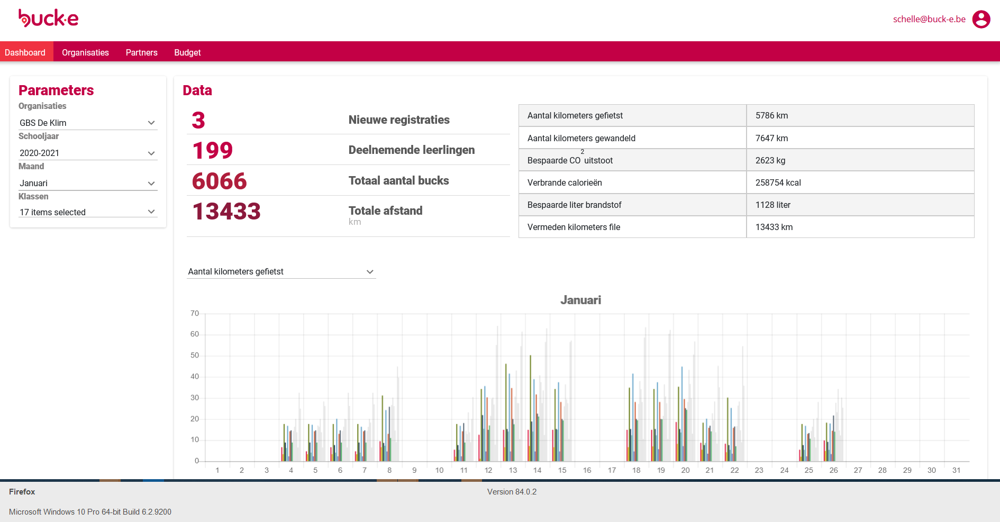 buck·e
schelle@buck-e.be
Dashboard
Organisaties
Partners
Budget
Parameters
Organisaties
GBS De Klim
Schooljaar
2020-2021
Maand
Januari
Klassen
17 items selected
Data
3 Nieuwe registraties
199 Deelnemende leerlingen
6066 Totaal aantal bucks
13433 Totale afstand
km
Aantal kilometers gefietst 5786 km
Aantal kilometers gewandeld 7647 km
Bespaarde CO2 uitstoot 2623 kg
Verbrande calorieën 258754 kcal
Bespaarde liter brandstof 1128 liter
Vermeden kilometers file 13433 km
Aantal kilometers gefietst
Januari
70
60
50
40
30
20
10
0
1 2 3 4 5 6 7 8 9 10 11 12 13 14 15 16 17 18 19 20 21 22 23 24 25 26 27 28 29 30 31
Firefox
Version 84.0.2
Microsoft Windows 10 Pro 64-bit Build 6.2.9200